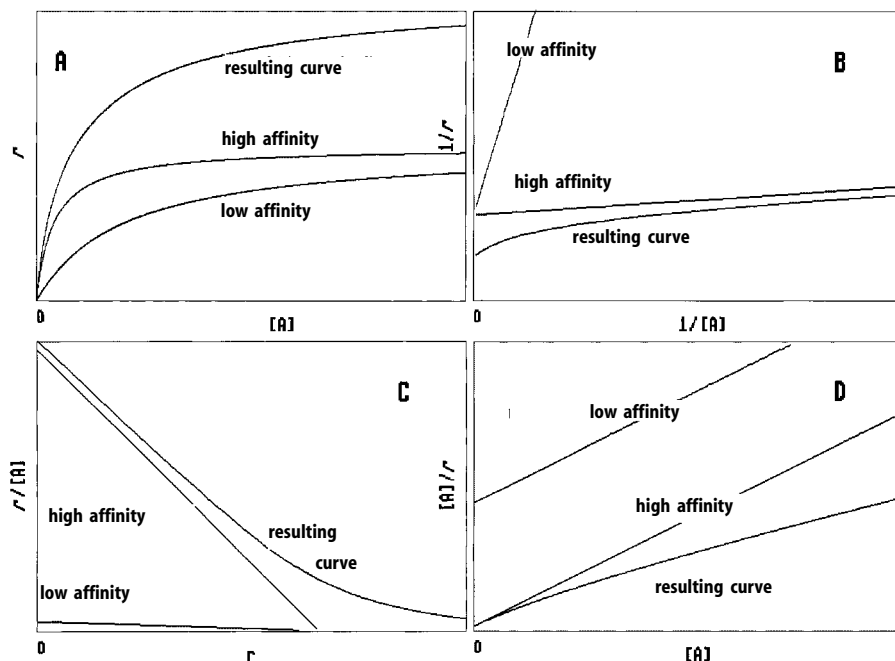 A
resulting curve
high affinity
low affinity
r
0
[A]
B
low affinity
high affinity
resulting curve
1/r
0
1/[A]
C
high affinity
resulting
curve
low affinity
r/[A]
0
r
D
low affinity
high affinity
resulting curve
[A]/r
0
[A]